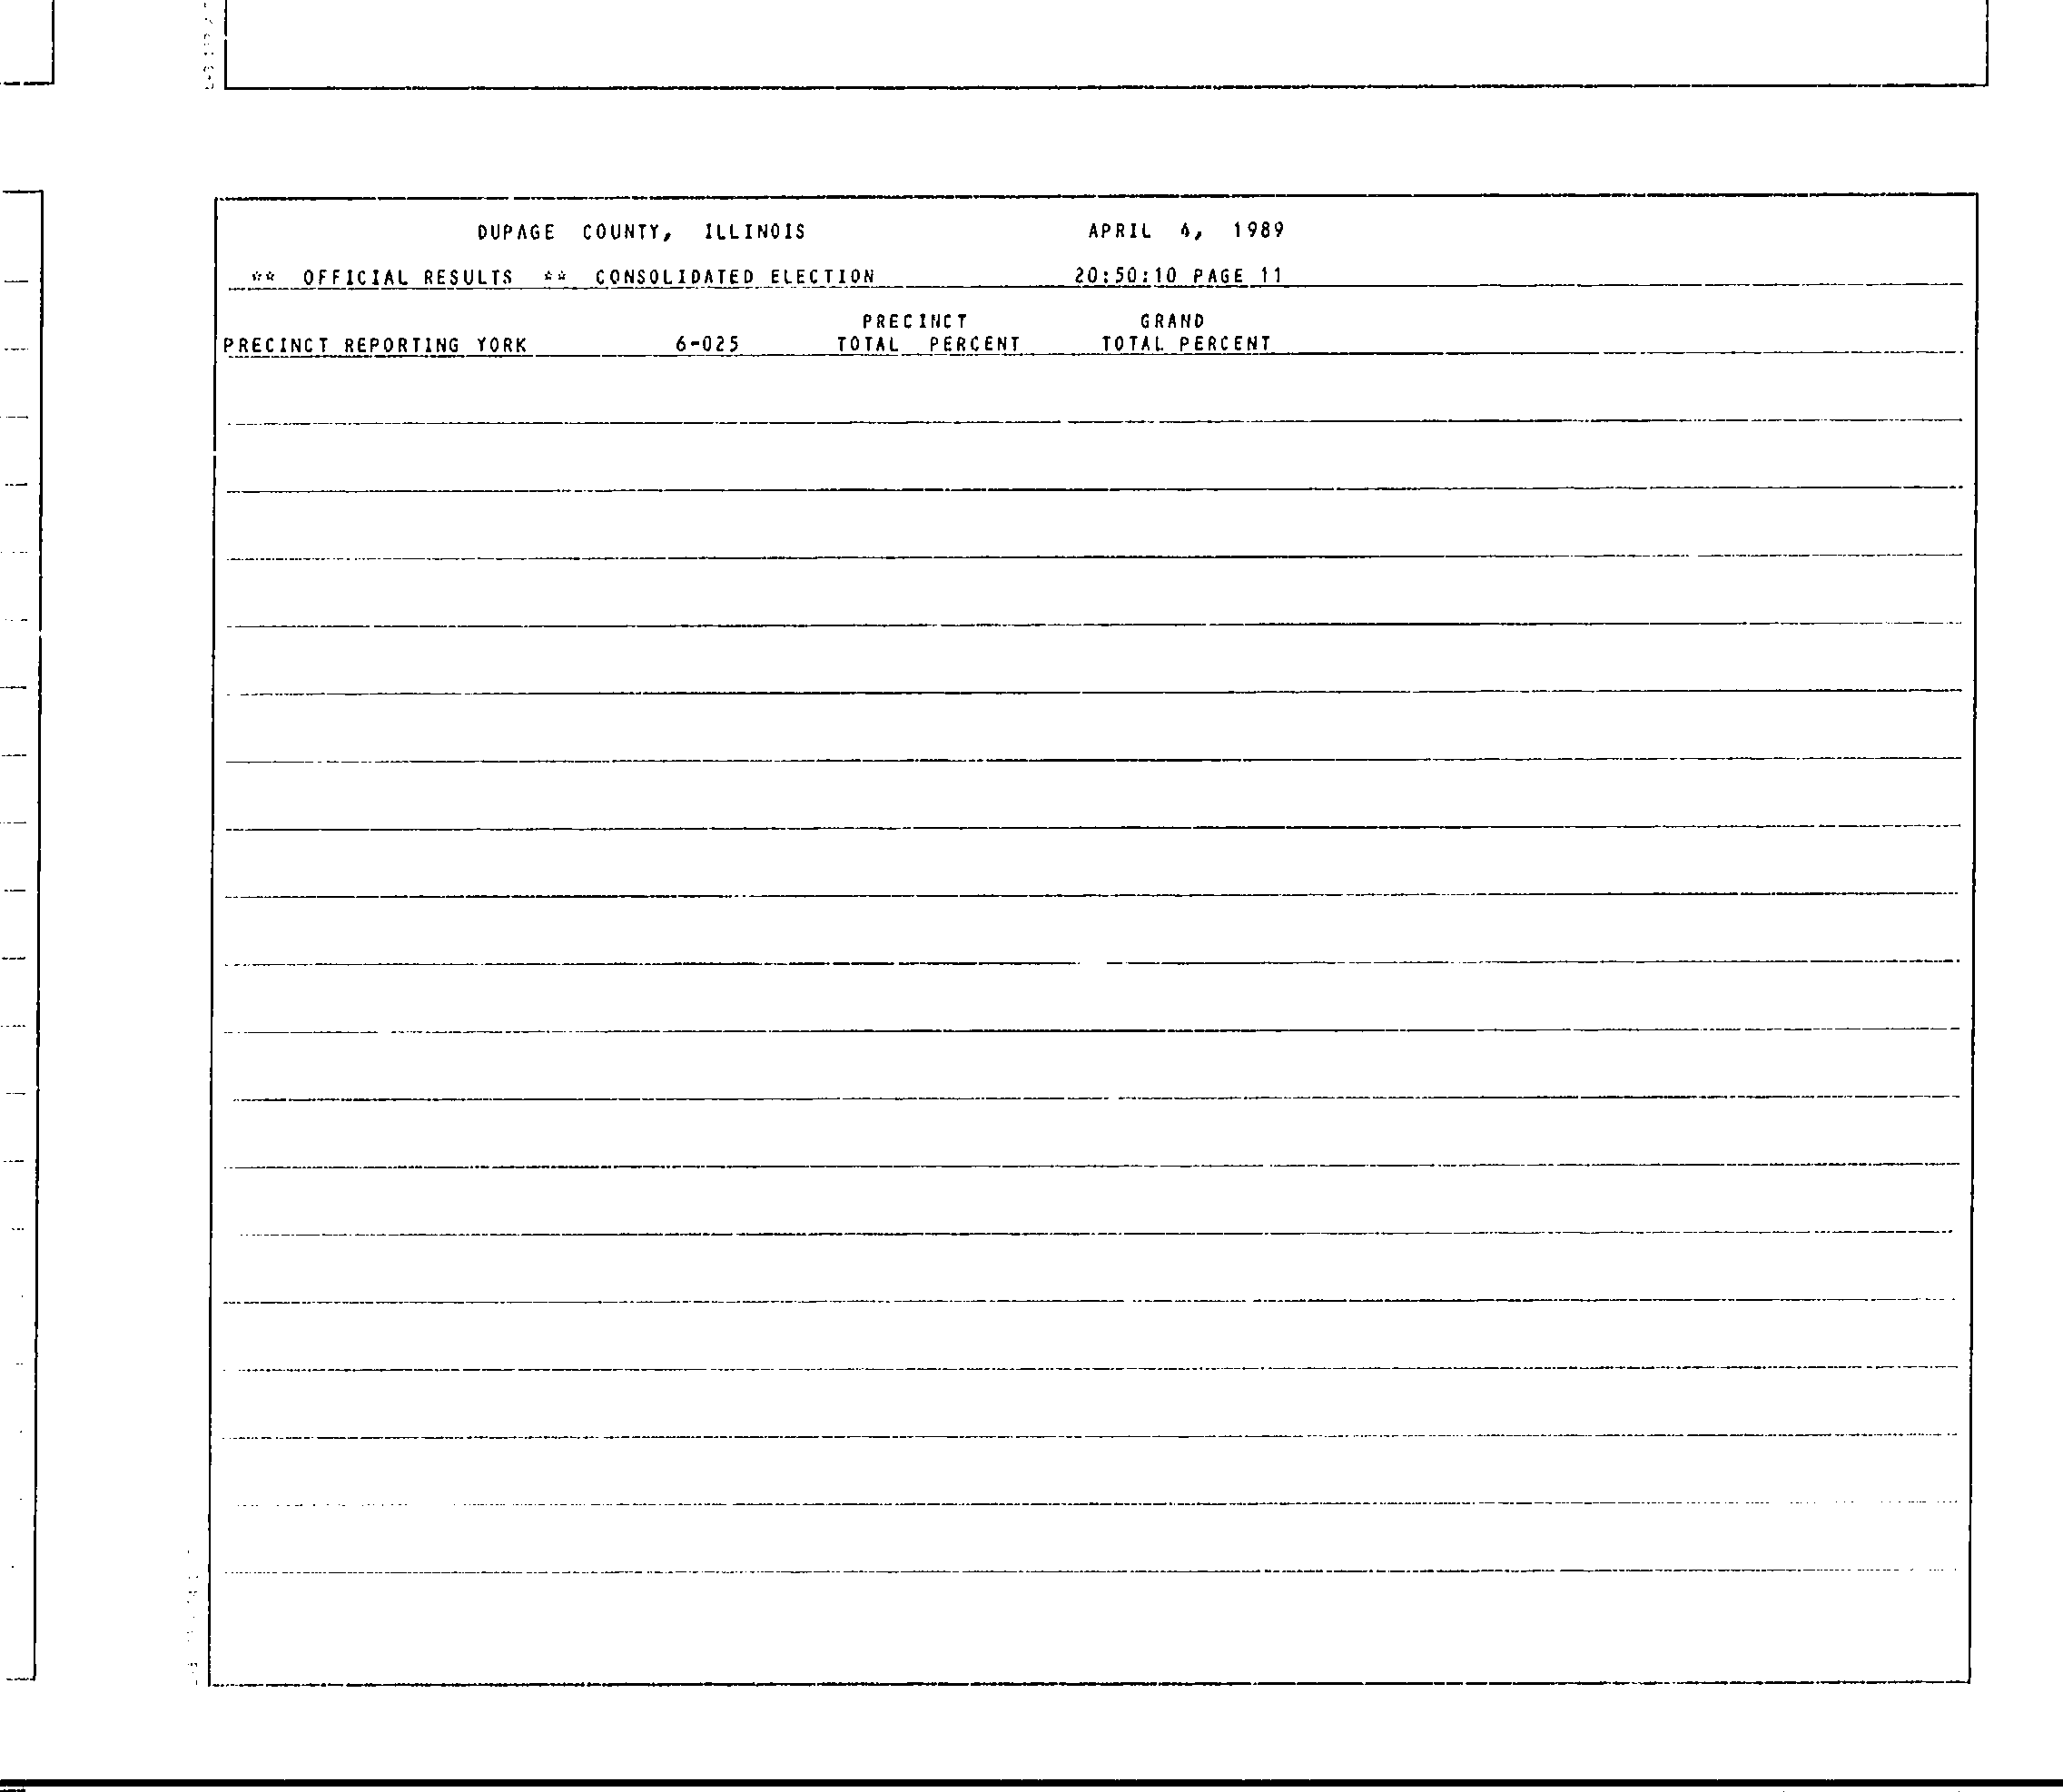 DUPAGE COUNTY, ILLINOIS APRIL 4, 1989
** OFFICIAL RESULTS ** CONSOLIDATED ELECTION 20:50:10 PAGE 11
PRECINCT GRAND
PRECINCT REPORTING YORK 6-025 TOTAL PERCENT TOTAL PERCENT